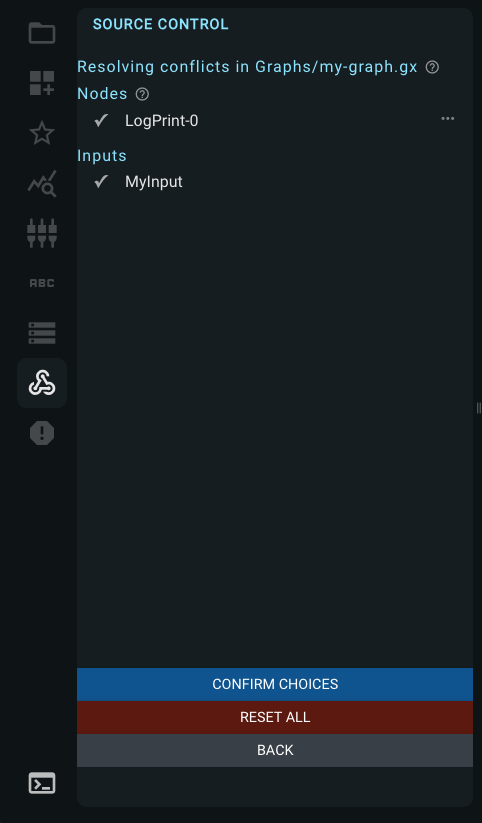 SOURCE CONTROL
Resolving conflicts in Graphs/my-graph.gx
Nodes
LogPrint-0
Inputs
MyInput
ABC
CONFIRM CHOICES
RESET ALL
BACK